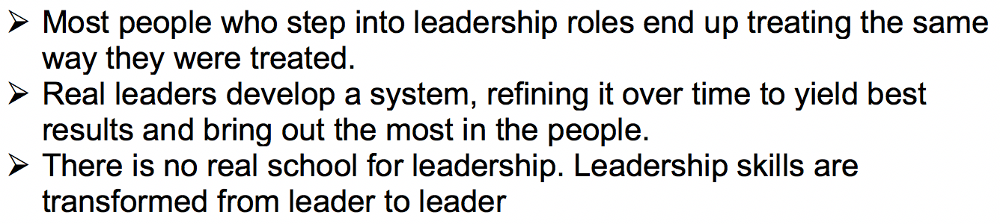 ➢ Most people who step into leadership roles end up treating the same
way they were treated.
➢ Real leaders develop a system, refining it over time to yield best
results and bring out the most in the people.
➢ There is no real school for leadership. Leadership skills are
transformed from leader to leader